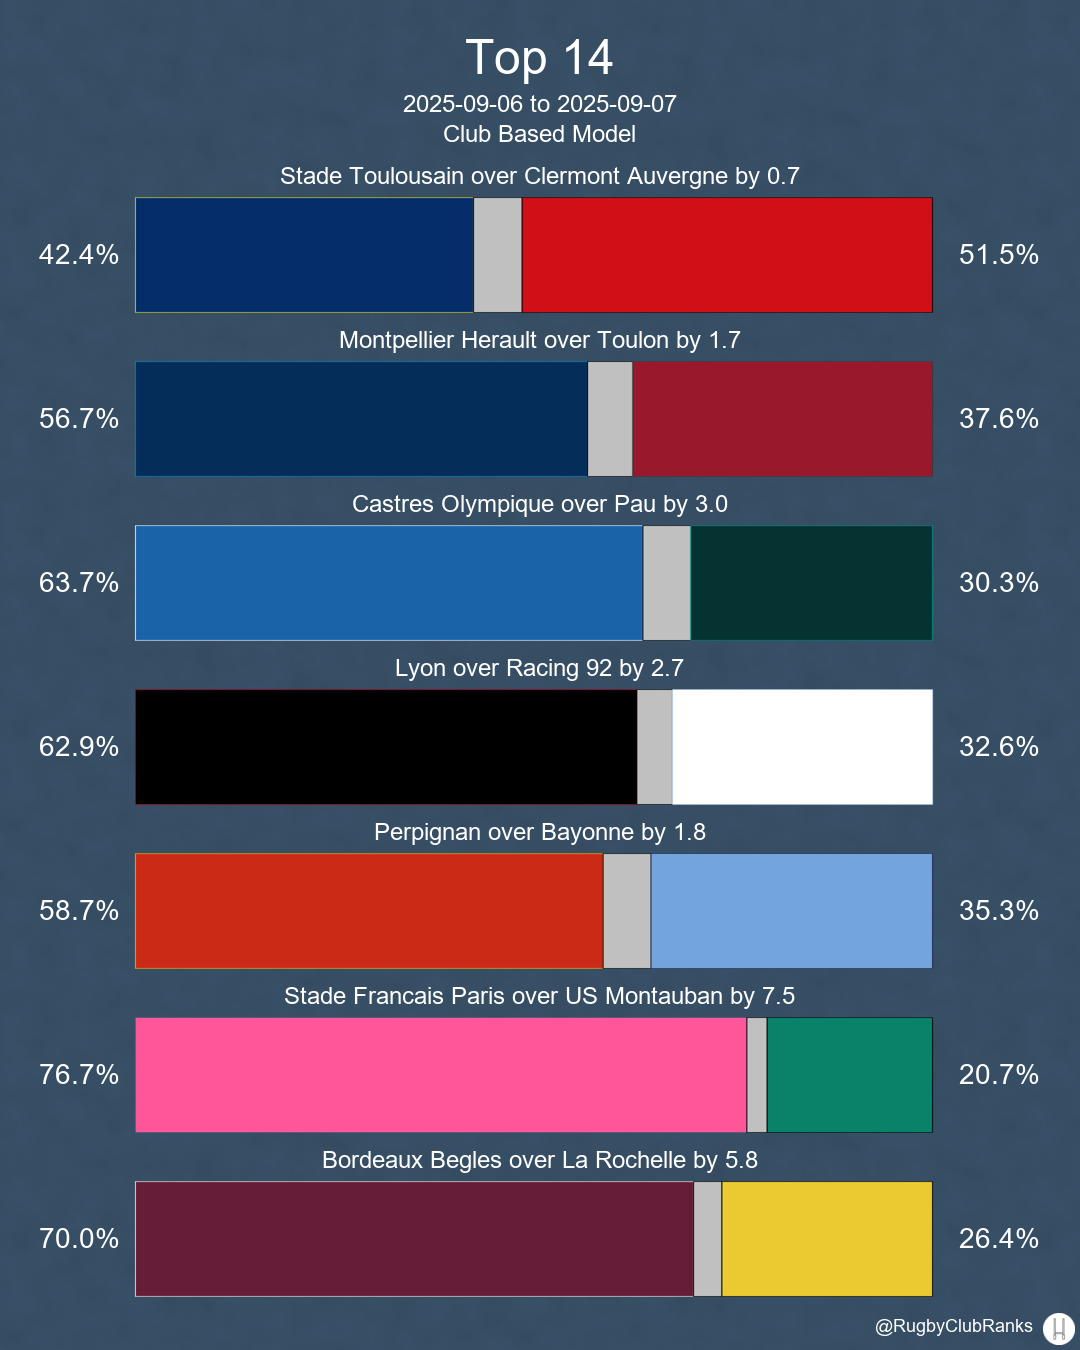 Top 14
2025-09-06 to 2025-09-07
Club Based Model
Stade Toulousain over Clermont Auvergne by 0.7
42.4% 51.5%
Montpellier Herault over Toulon by 1.7
56.7% 37.6%
Castres Olympique over Pau by 3.0
63.7% 30.3%
Lyon over Racing 92 by 2.7
62.9% 32.6%
Perpignan over Bayonne by 1.8
58.7% 35.3%
Stade Francais Paris over US Montauban by 7.5
76.7% 20.7%
Bordeaux Begles over La Rochelle by 5.8
70.0% 26.4%
@RugbyClubRanks